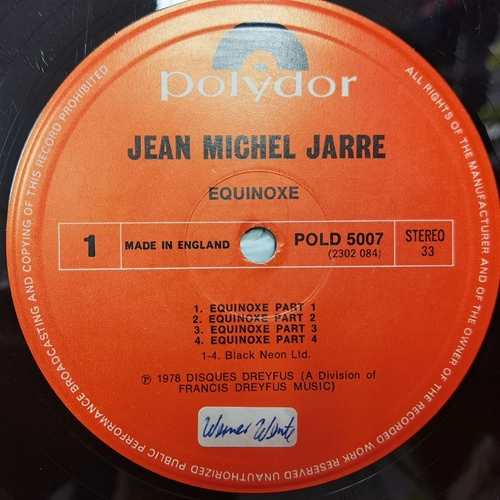 polydor
JEAN MICHEL JARRE
EQUINOXE
1
MADE IN ENGLAND
POLD 5007
(2302 084)
STEREO
33
1. EQUINOXE PART 1
2. EQUINOXE PART 2
3. EQUINOXE PART 3
4. EQUINOXE PART 4
1-4. Black Neon Ltd.
℗ 1978 DISQUES DREYFUS (A Division of
FRANCIS DREYFUS MUSIC)
Werner
ALL RIGHTS OF THE MANUFACTURER AND OF THE OWNER OF THE RECORDED WORK RESERVED UNAUTHORIZED PUBLIC PERFORMANCE BROADCASTING AND COPYING OF THIS RECORD PROHIBITED